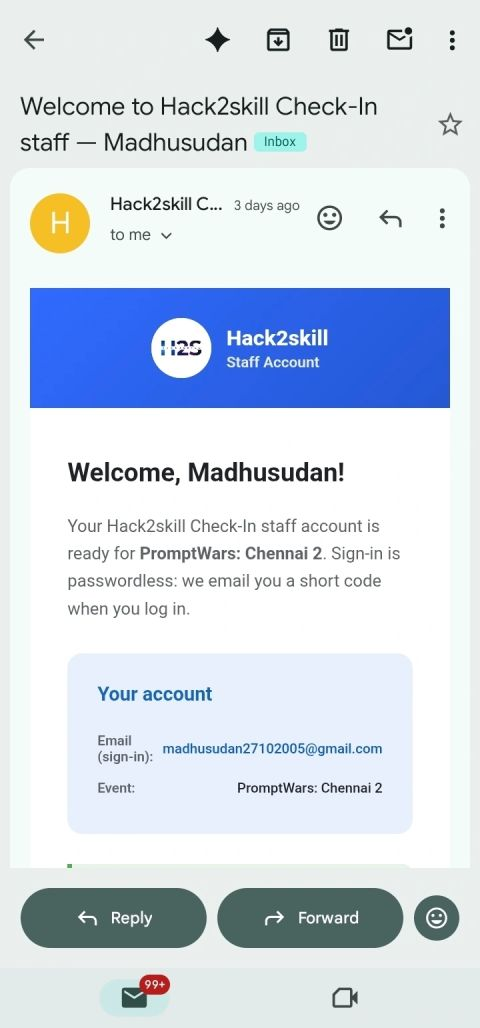 Welcome to Hack2skill Check-In
staff — Madhusudan Inbox
H
Hack2skill C... 3 days ago
to me
H2S
Hack2skill
Staff Account
Welcome, Madhusudan!
Your Hack2skill Check-In staff account is
ready for PromptWars: Chennai 2. Sign-in is
passwordless: we email you a short code
when you log in.
Your account
Email
(sign-in): madhusudan27102005@gmail.com
Event: PromptWars: Chennai 2
Reply
Forward
99+